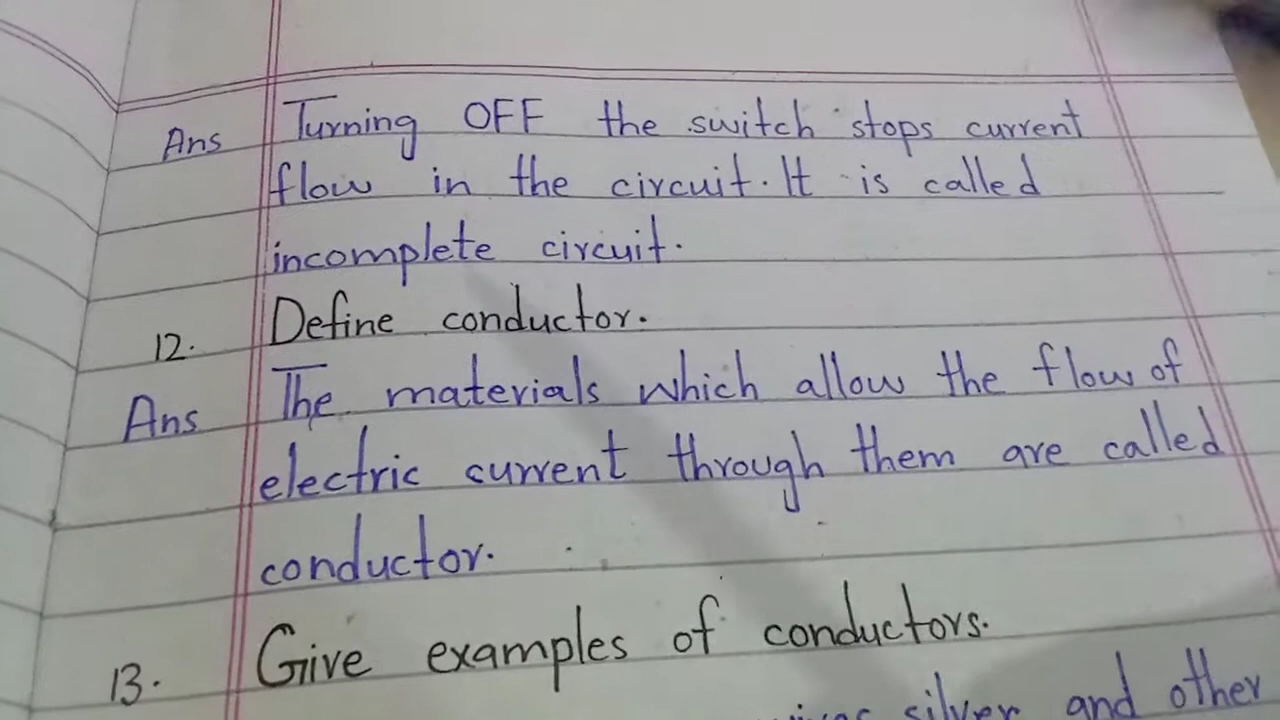 Ans Turning OFF the switch stops current
flow in the circuit. It is called
incomplete circuit.
12. Define conductor.
Ans The materials which allow the flow of
electric current through them are called
conductor.
13. Give examples of conductors.
silver and other